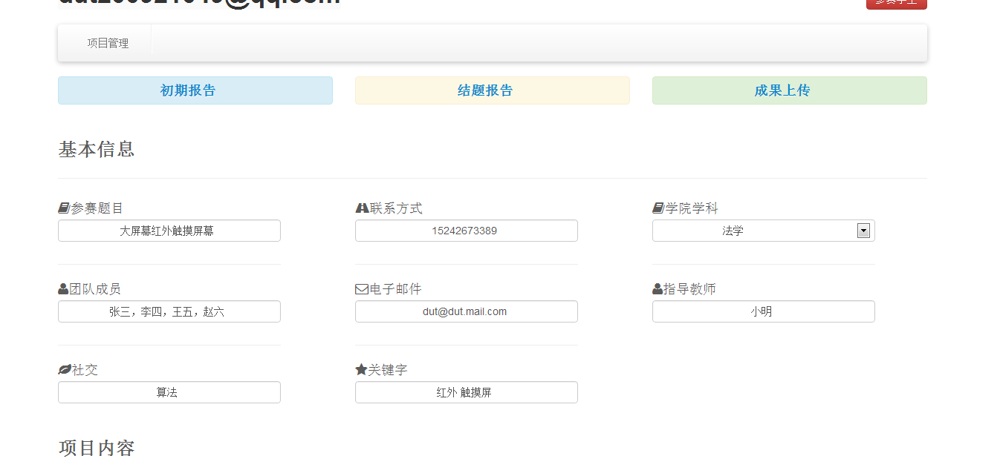 项目管理
初期报告 结题报告 成果上传
基本信息
参赛题目 联系方式 学院学科
大屏幕红外触摸屏幕 15242673389 法学
团队成员 电子邮件 指导教师
张三，李四，王五，赵六 dut@dut.mail.com 小明
社交 关键字
算法 红外 触摸屏
项目内容